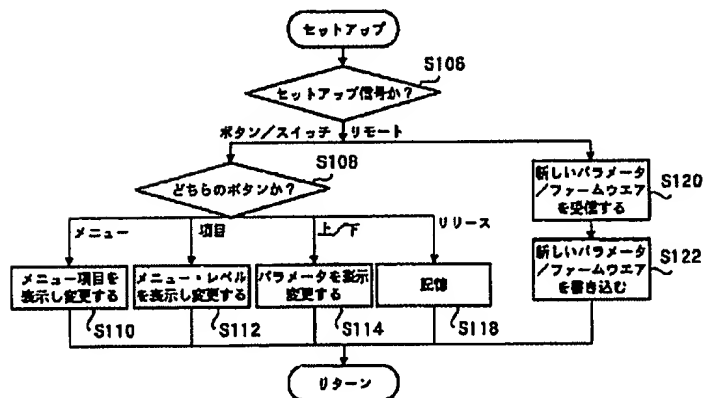 セットアップ
S106
セットアップ信号か?
ボタン/スイッチ
リモート
S108
どちらのボタンか?
新しいパラメータ
/ファームウエア
を受信する
S120
メニュー
項目
上/下
リリース
新しいパラメータ
/ファームウエア
を書き込む
S122
メニュー項目を
表示し変更する
メニュー・レベル
を表示し変更する
パラメータを表示
変更する
記憶
S110
S112
S114
S118
リターン